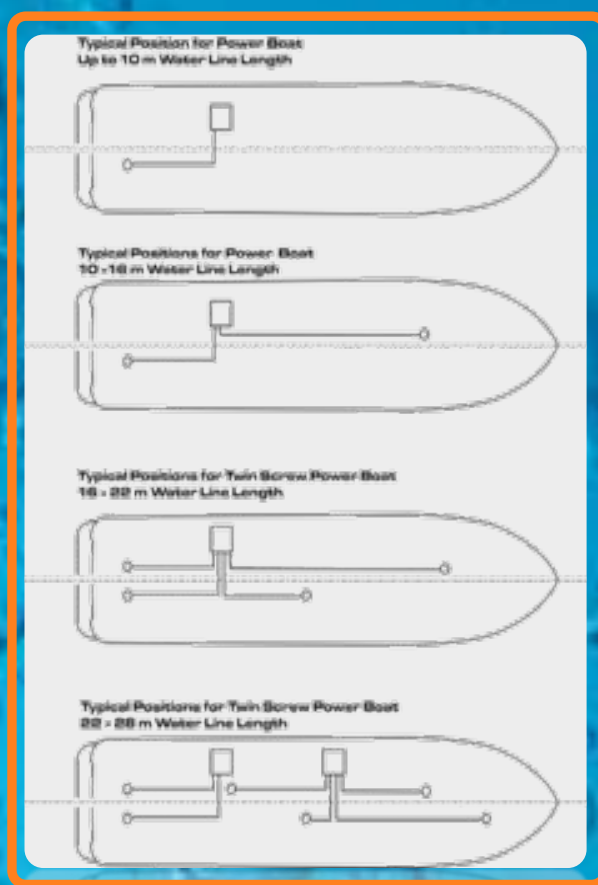 Typical Position for Power Boat
Up to 10 m Water Line Length
Typical Positions for Power Boat
10 -16 m Water Line Length
Typical Positions for Twin Screw Power Boat
16 - 22 m Water Line Length
Typical Positions for Twin Screw Power Boat
22 - 28 m Water Line Length